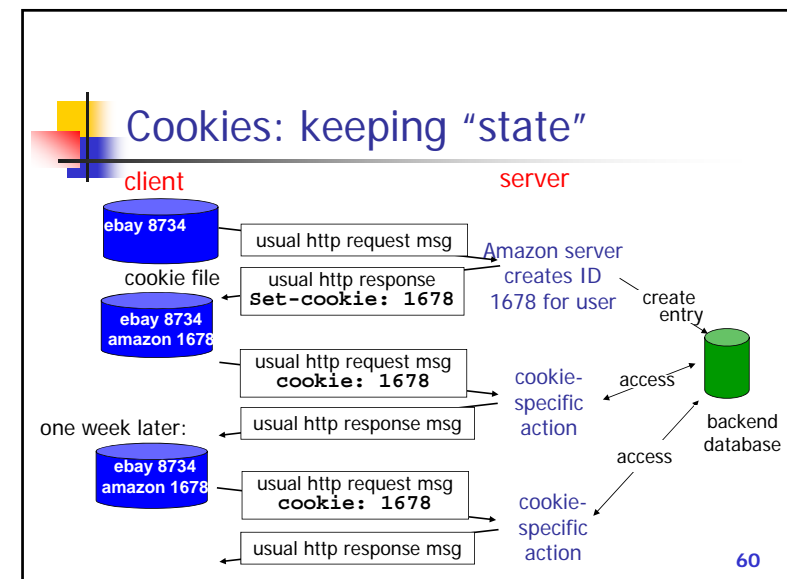 Cookies: keeping “state”
client
server
ebay 8734
usual http request msg
Amazon server
creates ID
1678 for user
cookie file
usual http response
Set-cookie: 1678
create
entry
ebay 8734
amazon 1678
usual http request msg
cookie: 1678
cookie-
specific
action
access
usual http response msg
backend
database
one week later:
access
ebay 8734
amazon 1678
usual http request msg
cookie: 1678
cookie-
specific
action
usual http response msg
60